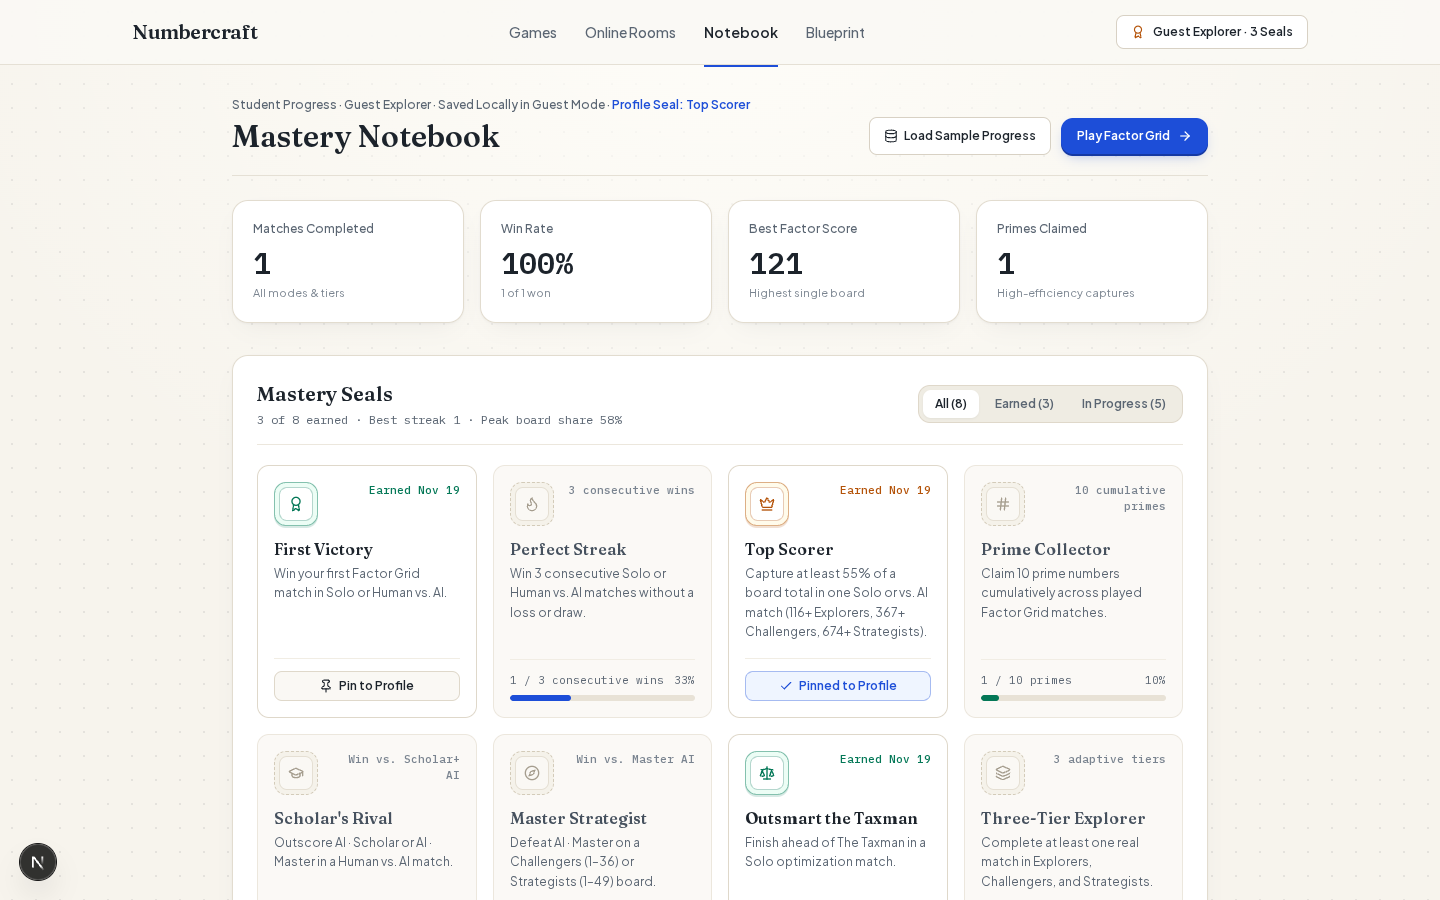 Numbercraft
Games
Online Rooms
Notebook
Blueprint
Guest Explorer · 3 Seals
Student Progress · Guest Explorer · Saved Locally in Guest Mode · Profile Seal: Top Scorer
Mastery Notebook
Load Sample Progress
Play Factor Grid
Matches Completed
1
All modes & tiers
Win Rate
100%
1 of 1 won
Best Factor Score
121
Highest single board
Primes Claimed
1
High-efficiency captures
Mastery Seals
3 of 8 earned · Best streak 1 · Peak board share 58%
All (8)
Earned (3)
In Progress (5)
Earned Nov 19
First Victory
Win your first Factor Grid
match in Solo or Human vs. AI.
Pin to Profile
3 consecutive wins
Perfect Streak
Win 3 consecutive Solo or
Human vs. AI matches without a
loss or draw.
1 / 3 consecutive wins 33%
Earned Nov 19
Top Scorer
Capture at least 55% of a
board total in one Solo or vs. AI
match (116+ Explorers, 367+
Challengers, 674+ Strategists).
Pinned to Profile
10 cumulative
primes
Prime Collector
Claim 10 prime numbers
cumulatively across played
Factor Grid matches.
1 / 10 primes 10%
Win vs. Scholar+
AI
Scholar's Rival
Outscore AI · Scholar or AI ·
Master in a Human vs. AI match.
Win vs. Master AI
Master Strategist
Defeat AI · Master on a
Challengers (1–36) or
Strategists (1–49) board.
Earned Nov 19
Outsmart the Taxman
Finish ahead of The Taxman in a
Solo optimization match.
3 adaptive tiers
Three-Tier Explorer
Complete at least one real
match in Explorers,
Challengers, and Strategists.
N